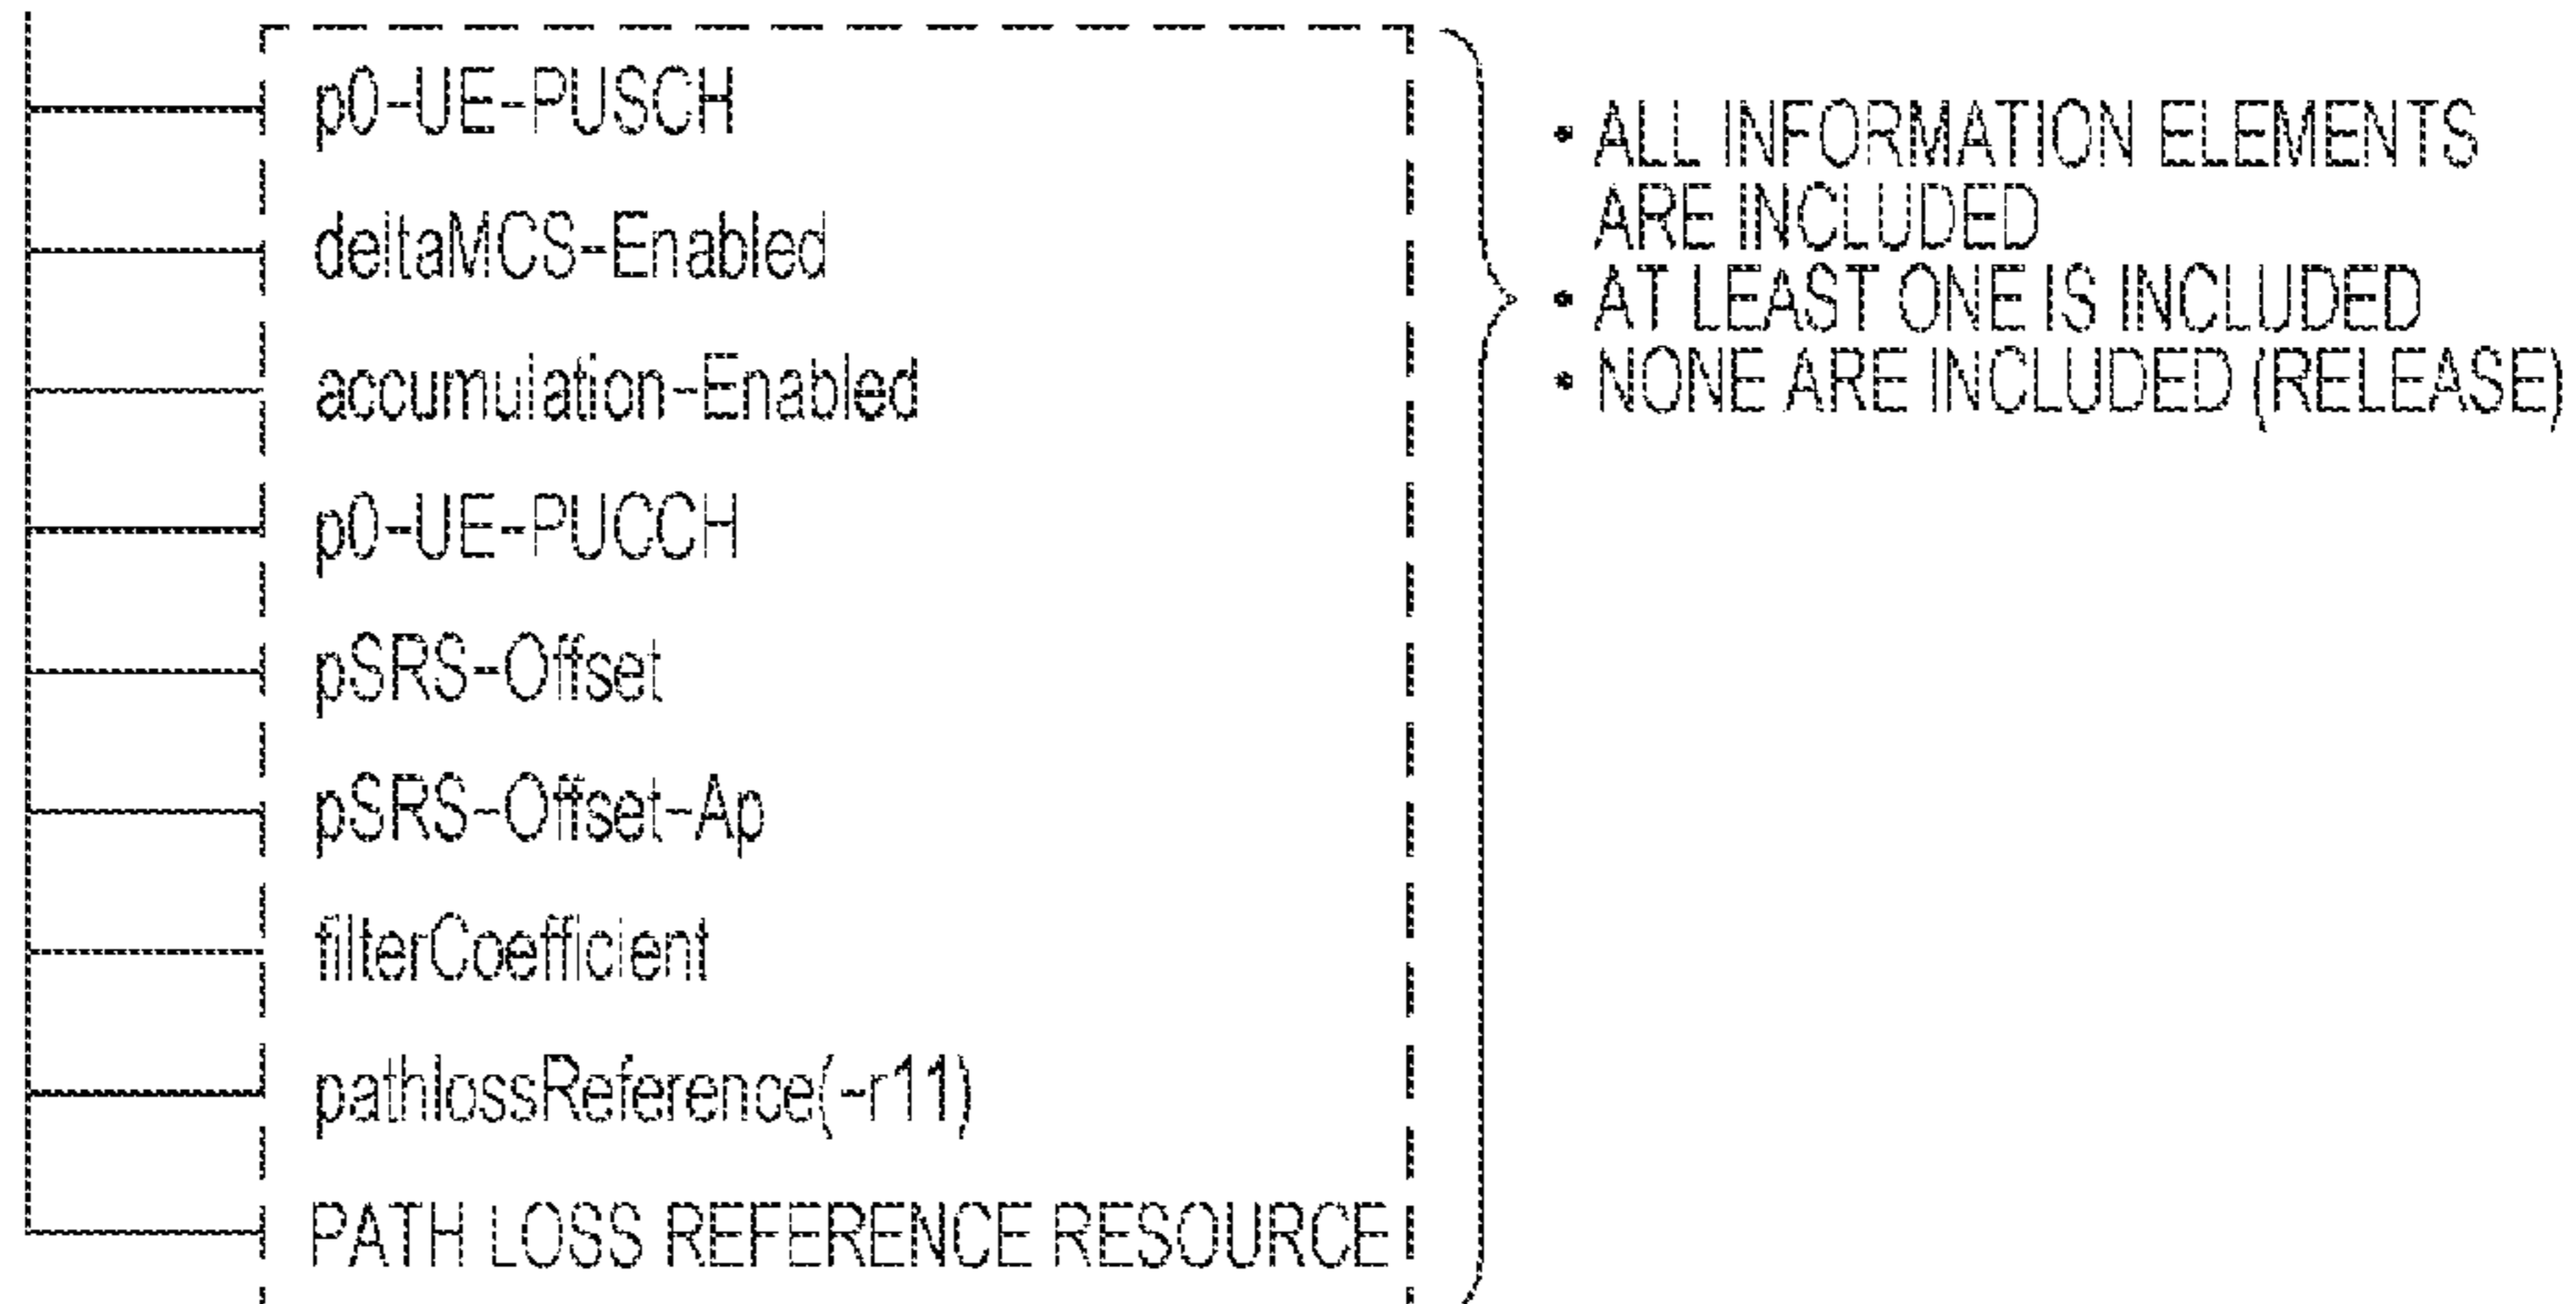 p0-UE-PUSCH
deltaMCS-Enabled
accumulation-Enabled
p0-UE-PUCCH
pSRS-Offset
pSRS-Offset-Ap
filterCoefficient
pathlossReference(-r11)
PATH LOSS REFERENCE RESOURCE
• ALL INFORMATION ELEMENTS
ARE INCLUDED
• AT LEAST ONE IS INCLUDED
• NONE ARE INCLUDED (RELEASE)